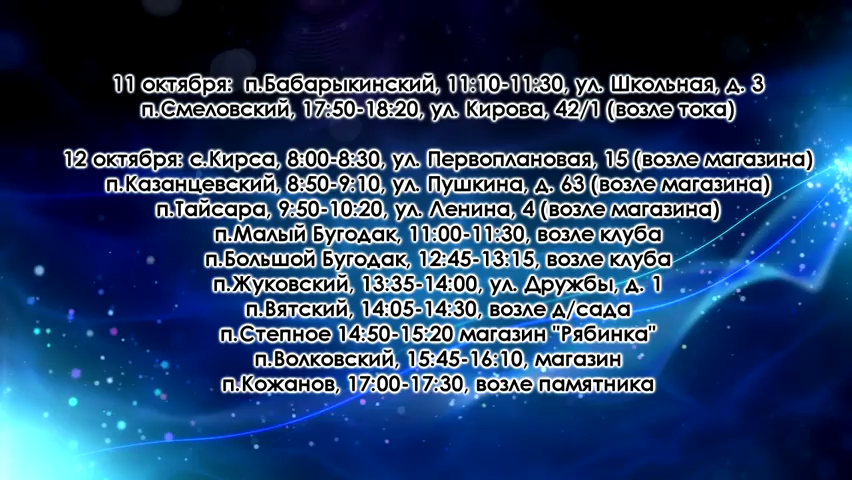 11 октября:  п.Бабарыкинский, 11:10-11:30, ул. Школьная, д. 3
п.Смеловский, 17:50-18:20, ул. Кирова, 42/1 (возле тока)
12 октября: с.Кирса, 8:00-8:30, ул. Первоплановая, 15 (возле магазина)
п.Казанцевский, 8:50-9:10, ул. Пушкина, д. 63 (возле магазина)
п.Тайсара, 9:50-10:20, ул. Ленина, 4 (возле магазина)
п.Малый Бугодак, 11:00-11:30, возле клуба
п.Большой Бугодак, 12:45-13:15, возле клуба
п.Жуковский, 13:35-14:00, ул. Дружбы, д. 1
п.Вятский, 14:05-14:30, возле д/сада
п.Степное 14:50-15:20 магазин "Рябинка"
п.Волковский, 15:45-16:10, магазин
п.Кожанов, 17:00-17:30, возле памятника